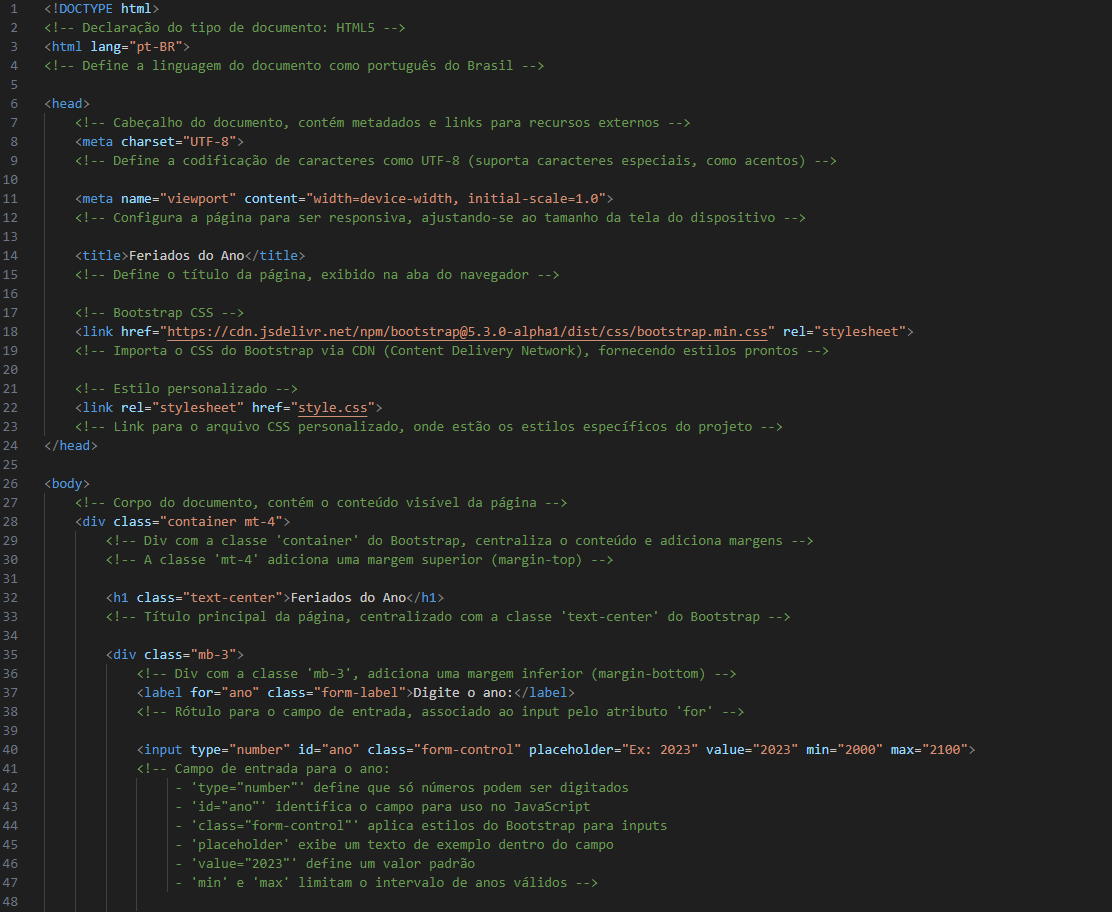 1 <!DOCTYPE html>
2 <!-- Declaração do tipo de documento: HTML5 -->
3 <html lang="pt-BR">
4 <!-- Define a linguagem do documento como português do Brasil -->
5
6 <head>
7 <!-- Cabeçalho do documento, contém metadados e links para recursos externos -->
8 <meta charset="UTF-8">
9 <!-- Define a codificação de caracteres como UTF-8 (suporta caracteres especiais, como acentos) -->
10
11 <meta name="viewport" content="width=device-width, initial-scale=1.0">
12 <!-- Configura a página para ser responsiva, ajustando-se ao tamanho da tela do dispositivo -->
13
14 <title>Feriados do Ano</title>
15 <!-- Define o título da página, exibido na aba do navegador -->
16
17 <!-- Bootstrap CSS -->
18 <link href="https://cdn.jsdelivr.net/npm/bootstrap@5.3.0-alpha1/dist/css/bootstrap.min.css" rel="stylesheet">
19 <!-- Importa o CSS do Bootstrap via CDN (Content Delivery Network), fornecendo estilos prontos -->
20
21 <!-- Estilo personalizado -->
22 <link rel="stylesheet" href="style.css">
23 <!-- Link para o arquivo CSS personalizado, onde estão os estilos específicos do projeto -->
24 </head>
25
26 <body>
27 <!-- Corpo do documento, contém o conteúdo visível da página -->
28 <div class="container mt-4">
29 <!-- Div com a classe 'container' do Bootstrap, centraliza o conteúdo e adiciona margens -->
30 <!-- A classe 'mt-4' adiciona uma margem superior (margin-top) -->
31
32 <h1 class="text-center">Feriados do Ano</h1>
33 <!-- Título principal da página, centralizado com a classe 'text-center' do Bootstrap -->
34
35 <div class="mb-3">
36 <!-- Div com a classe 'mb-3', adiciona uma margem inferior (margin-bottom) -->
37 <label for="ano" class="form-label">Digite o ano:</label>
38 <!-- Rótulo para o campo de entrada, associado ao input pelo atributo 'for' -->
39
40 <input type="number" id="ano" class="form-control" placeholder="Ex: 2023" value="2023" min="2000" max="2100">
41 <!-- Campo de entrada para o ano:
42 - 'type="number"' define que só números podem ser digitados
43 - 'id="ano"' identifica o campo para uso no JavaScript
44 - 'class="form-control"' aplica estilos do Bootstrap para inputs
45 - 'placeholder' exibe um texto de exemplo dentro do campo
46 - 'value="2023"' define um valor padrão
47 - 'min' e 'max' limitam o intervalo de anos válidos -->
48